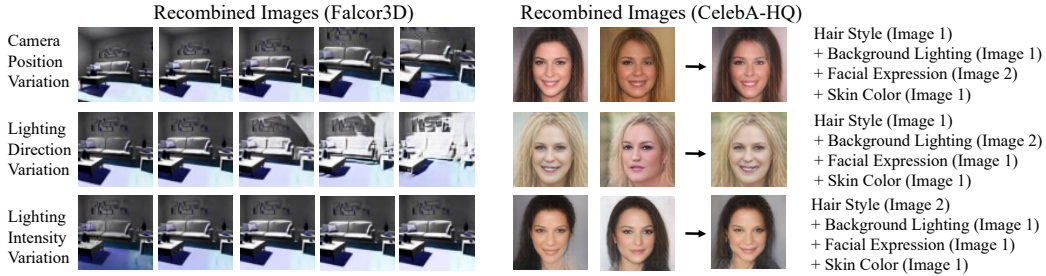 Recombined Images (Falcor3D)
Recombined Images (CelebA-HQ)
Camera
Position
Variation
Hair Style (Image 1)
+ Background Lighting (Image 1)
+ Facial Expression (Image 2)
+ Skin Color (Image 1)
Lighting
Direction
Variation
Hair Style (Image 1)
+ Background Lighting (Image 2)
+ Facial Expression (Image 1)
+ Skin Color (Image 1)
Lighting
Intensity
Variation
Hair Style (Image 2)
+ Background Lighting (Image 1)
+ Facial Expression (Image 1)
+ Skin Color (Image 1)